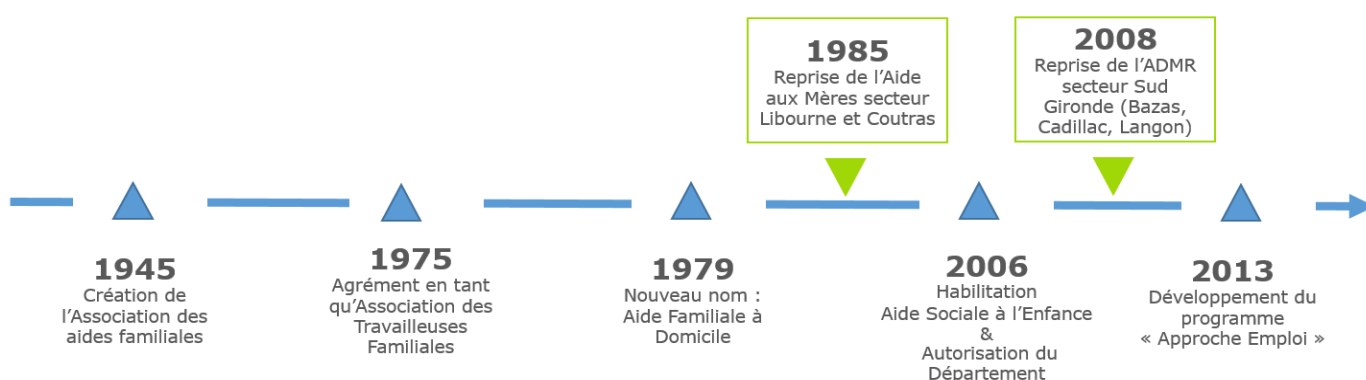 1985
Reprise de l'Aide
aux Mères secteur
Libourne et Coutras
2008
Reprise de l'ADMR
secteur Sud
Gironde (Bazas,
Cadillac, Langon)
1945
Création de
l'Association des
aides familiales
1975
Agrément en tant
qu'Association des
Travailleuses
Familiales
1979
Nouveau nom :
Aide Familiale à
Domicile
2006
Habilitation
Aide Sociale à l'Enfance
&
Autorisation du
Département
2013
Développement du
programme
« Approche Emploi »